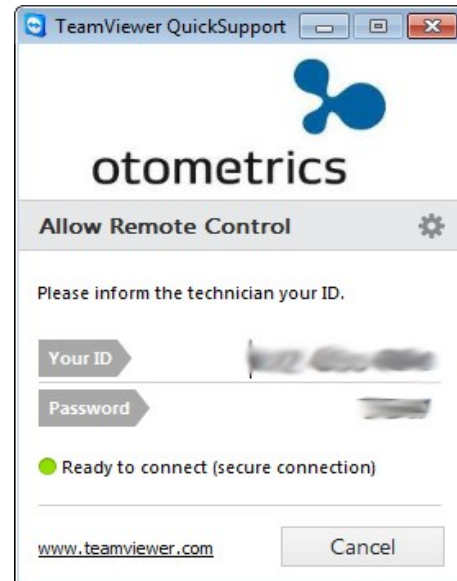 TeamViewer QuickSupport
otometrics
Allow Remote Control
Please inform the technician your ID.
Your ID
Password
Ready to connect (secure connection)
www.teamviewer.com Cancel